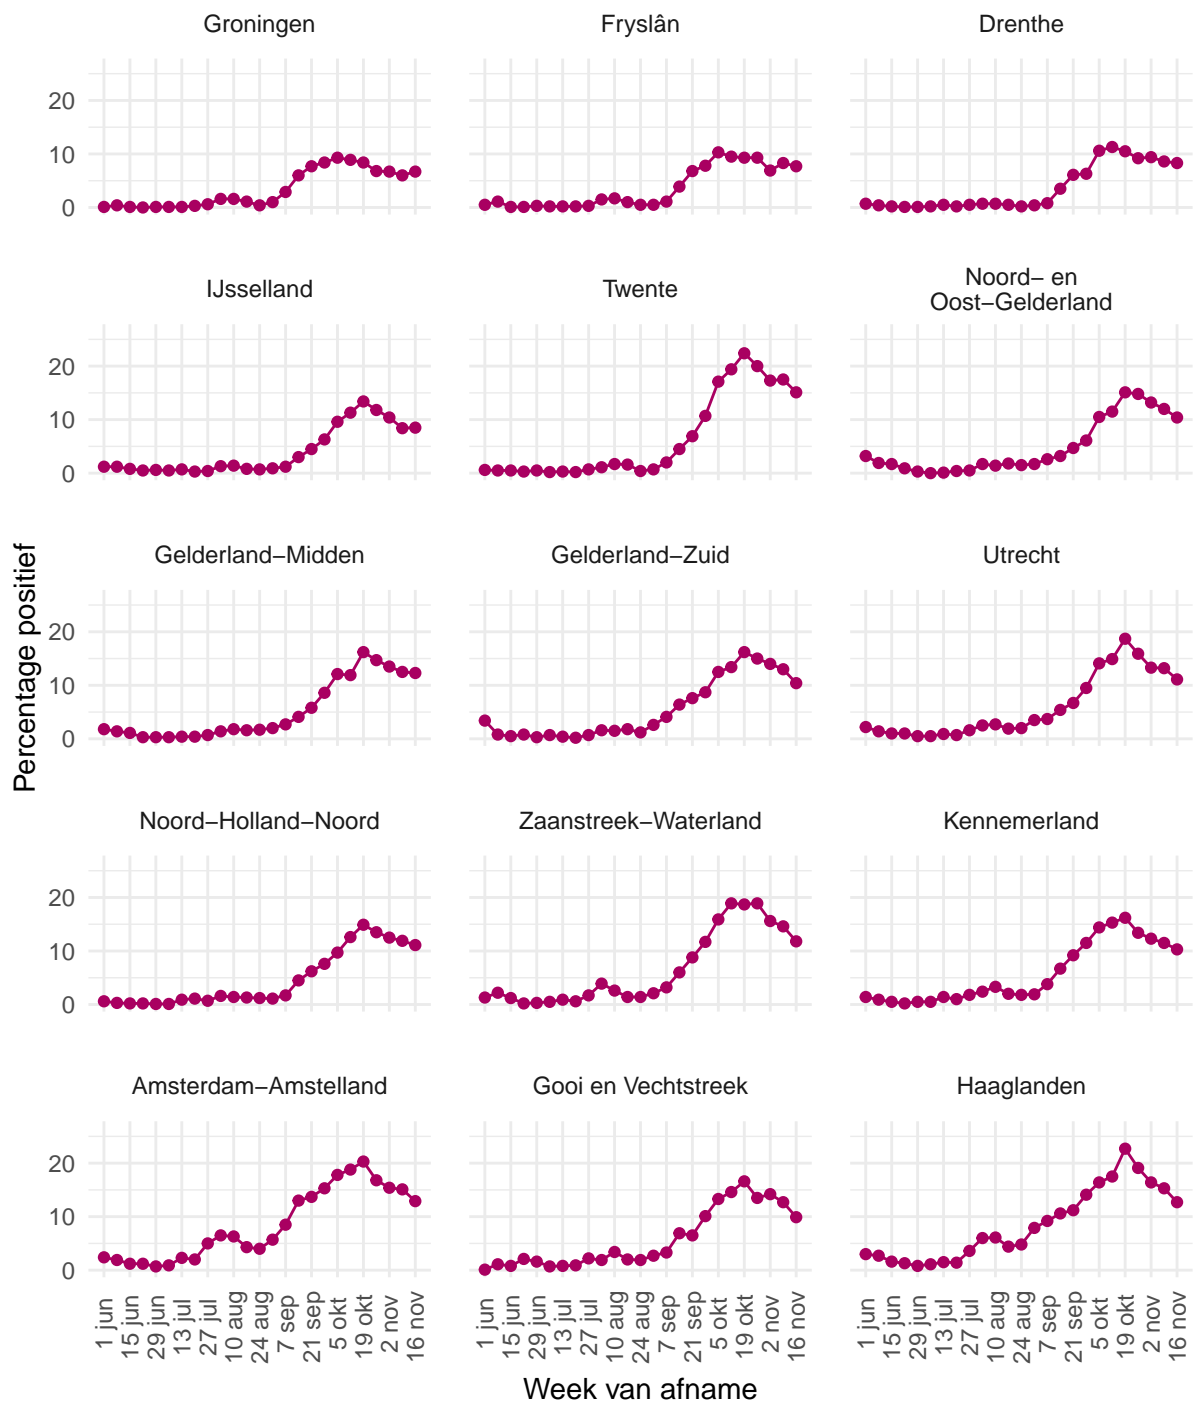 Groningen
Fryslân
Drenthe
20
10
0
IJsselland
Twente
Noord– en
Oost–Gelderland
20
10
0
Gelderland–Midden
Gelderland–Zuid
Utrecht
20
10
0
Percentage positief
Noord–Holland–Noord
Zaanstreek–Waterland
Kennemerland
20
10
0
Amsterdam–Amstelland
Gooi en Vechtstreek
Haaglanden
20
10
0
1 jun
15 jun
29 jun
13 jul
27 jul
10 aug
24 aug
7 sep
21 sep
5 okt
19 okt
2 nov
16 nov
1 jun
15 jun
29 jun
13 jul
27 jul
10 aug
24 aug
7 sep
21 sep
5 okt
19 okt
2 nov
16 nov
1 jun
15 jun
29 jun
13 jul
27 jul
10 aug
24 aug
7 sep
21 sep
5 okt
19 okt
2 nov
16 nov
Week van afname